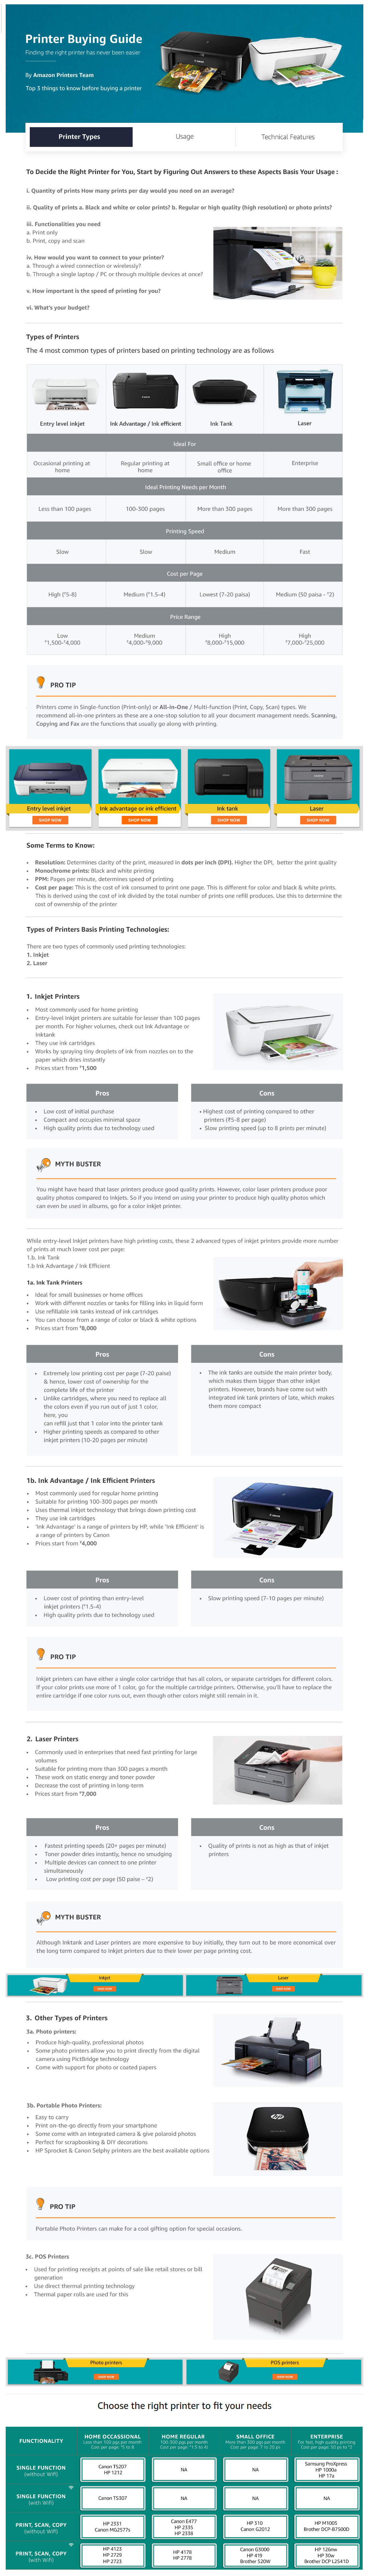 Printer Buying Guide
Finding the right printer has never been easier
By Amazon Printers Team
Top 3 things to know before buying a printer
Printer Types
Usage
Technical Features
To Decide the Right Printer for You, Start by Figuring Out Answers to these Aspects Basis Your Usage :
i. Quantity of prints How many prints per day would you need on an average?
ii. Quality of prints a. Black and white or color prints? b. Regular or high quality (high resolution) or photo prints?
iii. Functionalities you need
a. Print only
b. Print, copy and scan
iv. How would you want to connect to your printer?
a. Through a wired connection or wirelessly?
b. Through a single laptop / PC or through multiple devices at once?
v. How important is the speed of printing for you?
vi. What's your budget?
Types of Printers
The 4 most common types of printers based on printing technology are as follows
Entry level inkjet
Ink Advantage / Ink efficient
Ink Tank
Laser
Ideal For
Occasional printing at
home
Regular printing at
home
Small office or home
office
Enterprise
Ideal Printing Needs per Month
Less than 100 pages
100-300 pages
More than 300 pages
More than 300 pages
Printing Speed
Slow
Slow
Medium
Fast
Cost per Page
High (₹5-8)
Medium (₹1.5-4)
Lowest (7-20 paisa)
Medium (50 paisa - ₹2)
Price Range
Low
₹1,500-₹4,000
Medium
₹4,000-₹9,000
High
₹8,000-₹15,000
High
₹7,000-₹25,000
PRO TIP
Printers come in Single-function (Print-only) or All-in-One / Multi-function (Print, Copy, Scan) types. We
recommend all-in-one printers as these are a one-stop solution to all your document management needs. Scanning,
Copying and Fax are the functions that usually go along with printing.
Entry level inkjet
Ink advantage or ink efficient
Ink tank
Laser
SHOP NOW
SHOP NOW
SHOP NOW
SHOP NOW
Some Terms to Know:
• Resolution: Determines clarity of the print, measured in dots per inch (DPI). Higher the DPI, better the print quality
• Monochrome prints: Black and white printing
• PPM: Pages per minute, determines speed of printing
• Cost per page: This is the cost of ink consumed to print one page. This is different for color and black & white prints.
This is derived using the cost of ink divided by the total number of prints one refill produces. Use this to determine the
cost of ownership of the printer
Types of Printers Basis Printing Technologies:
There are two types of commonly used printing technologies:
1. Inkjet
2. Laser
1. Inkjet Printers
• Most commonly used for home printing
• Entry-level Inkjet printers are suitable for lesser than 100 pages
per month. For higher volumes, check out Ink Advantage or
Inktank
• They use ink cartridges
• Works by spraying tiny droplets of ink from nozzles on to the
paper which dries instantly
• Prices start from ₹1,500
Pros
• Low cost of initial purchase
• Compact and occupies minimal space
• High quality prints due to technology used
Cons
• Highest cost of printing compared to other
printers (₹5-8 per page)
• Slow printing speed (up to 8 prints per minute)
MYTH BUSTER
You might have heard that laser printers produce good quality prints. However, color laser printers produce poor
quality photos compared to Inkjets. So if you intend on using your printer to produce high quality photos which
can even be used in albums, go for a color inkjet printer.
While entry-level Inkjet printers have high printing costs, these 2 advanced types of inkjet printers provide more number
of prints at much lower cost per page:
1.b. Ink Tank
1.b Ink Advantage / Ink Efficient
1a. Ink Tank Printers
• Ideal for small businesses or home offices
• Work with different nozzles or tanks for filling inks in liquid form
• Use refillable ink tanks instead of ink cartridges
• You can choose from a range of color or black & white options
• Prices start from ₹8,000
Pros
• Extremely low printing cost per page (7-20 paise)
& hence, lower cost of ownership for the
complete life of the printer
• Unlike cartridges, where you need to replace all
the colors even if you run out of just 1 color,
here, you
can refill just that 1 color into the printer tank
• Higher printing speeds as compared to other
inkjet printers (10-20 pages per minute)
Cons
• The ink tanks are outside the main printer body,
which makes them bigger than other inkjet
printers. However, brands have come out with
integrated ink tank printers of late, which makes
them more compact
1b. Ink Advantage / Ink Efficient Printers
• Most commonly used for regular home printing
• Suitable for printing 100-300 pages per month
• Uses thermal inkjet technology that brings down printing cost
• They use ink cartridges
• 'Ink Advantage' is a range of printers by HP, while 'Ink Efficient' is
a range of printers by Canon
• Prices start from ₹4,000
Pros
• Lower cost of printing than entry-level
inkjet printers (₹1.5-4)
• High quality prints due to technology used
Cons
• Slow printing speed (7-10 pages per minute)
PRO TIP
Inkjet printers can have either a single color cartridge that has all colors, or separate cartridges for different colors.
If your color prints use more of 1 color, go for the multiple cartridge printers. Otherwise, you'll have to replace the
entire cartridge if one color runs out, even though other colors might still remain in it.
2. Laser Printers
• Commonly used in enterprises that need fast printing for large
volumes
• Suitable for printing more than 300 pages a month
• These work on static energy and toner powder
• Decrease the cost of printing in long-term
• Prices start from ₹7,000
Pros
• Fastest printing speeds (20+ pages per minute)
• Toner powder dries instantly, hence no smudging
• Multiple devices can connect to one printer
simultaneously
• Low printing cost per page (50 paise – ₹2)
Cons
• Quality of prints is not as high as that of inkjet
printers
MYTH BUSTER
Although Inktank and Laser printers are more expensive to buy initially, they turn out to be more economical over
the long term compared to Inkjet printers due to their lower per page printing cost.
Inkjet
SHOP NOW
Laser
SHOP NOW
3. Other Types of Printers
3a. Photo printers:
• Produce high-quality, professional photos
• Some photo printers allow you to print directly from the digital
camera using PictBridge technology
• Come with support for photo or coated papers
3b. Portable Photo Printers:
• Easy to carry
• Print on-the-go directly from your smartphone
• Some come with an integrated camera & give polaroid photos
• Perfect for scrapbooking & DIY decorations
• HP Sprocket & Canon Selphy printers are the best available options
PRO TIP
Portable Photo Printers can make for a cool gifting option for special occasions.
3c. POS Printers
• Used for printing receipts at points of sale like retail stores or bill
generation
• Use direct thermal printing technology
• Thermal paper rolls are used for this
Photo printers
SHOP NOW
POS printers
SHOP NOW
Choose the right printer to fit your needs
FUNCTIONALITY
HOME OCCASSIONAL
Less than 100 pgs per month
Cost per page: ₹5 to 8
HOME REGULAR
100-300 pgs per month
Cost per page: ₹1.5 to 4
SMALL OFFICE
More than 300 pgs per month
Cost per page: 7 to 20 ps
ENTERPRISE
For fast, high quality printing
Cost per page: 50 ps to ₹2
SINGLE FUNCTION
(without Wifi)
Canon TS207
HP 1212
NA
NA
Samsung ProXpress
HP 1000a
HP 17a
SINGLE FUNCTION
(with Wifi)
Canon TS307
NA
NA
NA
PRINT, SCAN, COPY
(without Wifi)
HP 2331
Canon MG2577s
Canon E477
HP 2335
HP 2338
HP 310
Canon G2012
HP M1005
Brother DCP-B7500D
PRINT, SCAN, COPY
(with Wifi)
HP 4123
HP 2729
HP 2723
HP 4178
HP 2778
Canon G3000
HP 419
Brother 520W
HP 126nw
HP 30w
Brother DCP L2541D